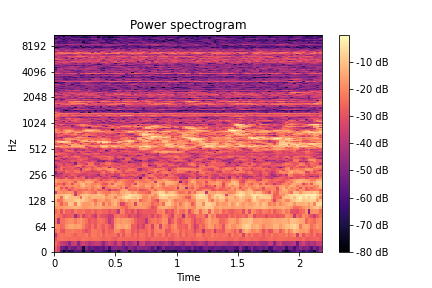 Power spectrogram
8192
4096
2048
1024
512
256
128
64
0
Hz
0
0.5
1
1.5
2
Time
-10 dB
-20 dB
-30 dB
-40 dB
-50 dB
-60 dB
-70 dB
-80 dB